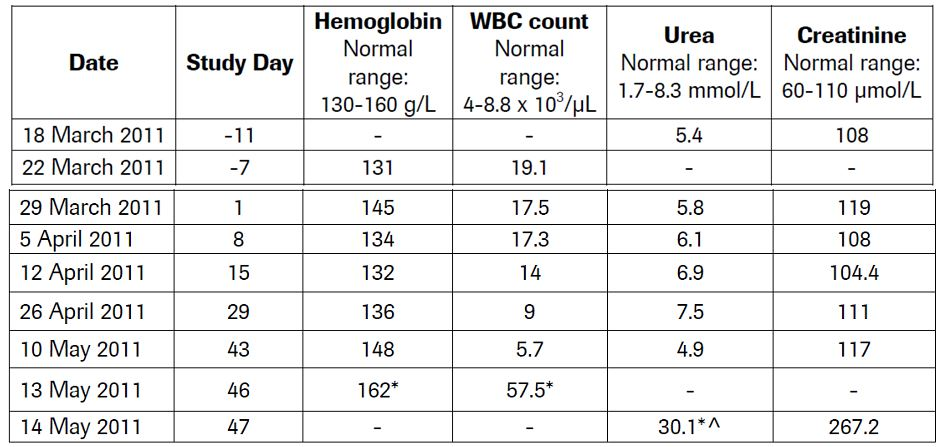 Date Study Day Hemoglobin Normal range: 130-160 g/L WBC count Normal range: 4-8.8 x 10³/µL Urea Normal range: 1.7-8.3 mmol/L Creatinine Normal range: 60-110 µmol/L
18 March 2011 -11 - - 5.4 108
22 March 2011 -7 131 19.1 - -
29 March 2011 1 145 17.5 5.8 119
5 April 2011 8 134 17.3 6.1 108
12 April 2011 15 132 14 6.9 104.4
26 April 2011 29 136 9 7.5 111
10 May 2011 43 148 5.7 4.9 117
13 May 2011 46 162* 57.5* - -
14 May 2011 47 - - 30.1*^ 267.2